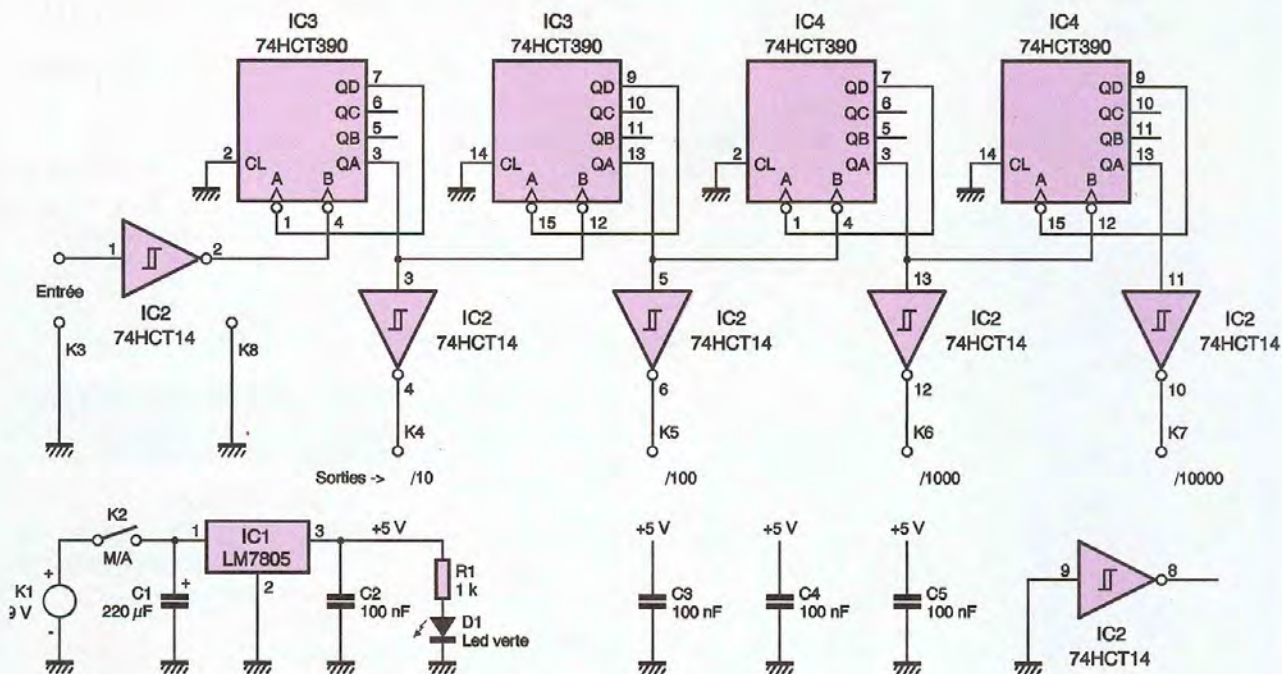 IC3 IC3 IC4 IC4
74HCT390 74HCT390 74HCT390 74HCT390
7 9 7 9
QD QD QD QD
6 10 6 10
QC QC QC QC
5 11 5 11
QB QB QB QB
2 3 14 13 2 3 14 13
CL QA CL QA CL QA CL QA
A B A B A B A B
1 4 15 12 1 4 15 12
1 2
Entrée
3 5 13 11
IC2 IC2 IC2 IC2 IC2
74HCT14 74HCT14 74HCT14 74HCT14 74HCT14
K3 K8
4 6 12 10
K4 K5 K6 K7
Sorties -> /10 /100 /1000 /10000
K2
M/A
1 IC1 3
LM7805
2
+5 V +5 V +5 V +5 V
+
K1
9 V
-
+
C1
220 µF
C2
100 nF
R1
1 k
D1
Led verte
C3
100 nF
C4
100 nF
C5
100 nF
9 8
IC2
74HCT14